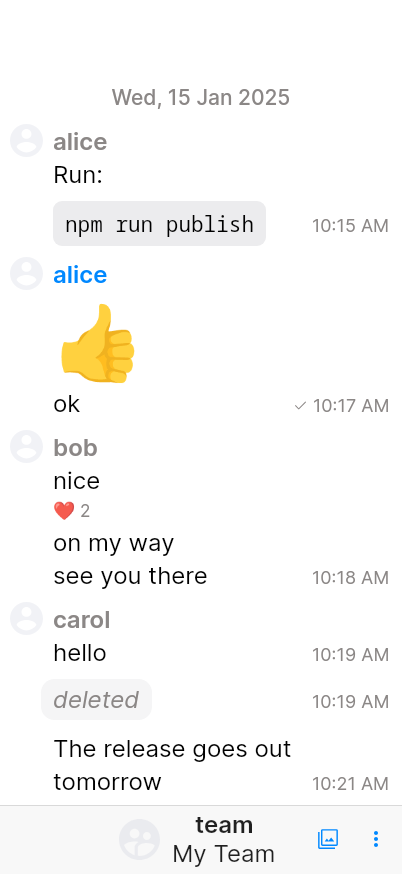 Wed, 15 Jan 2025
alice
Run:
npm run publish
10:15 AM
alice
👍
ok
✓ 10:17 AM
bob
nice
❤️ 2
on my way
see you there
10:18 AM
carol
hello
10:19 AM
deleted
10:19 AM
The release goes out
tomorrow
10:21 AM
team
My Team